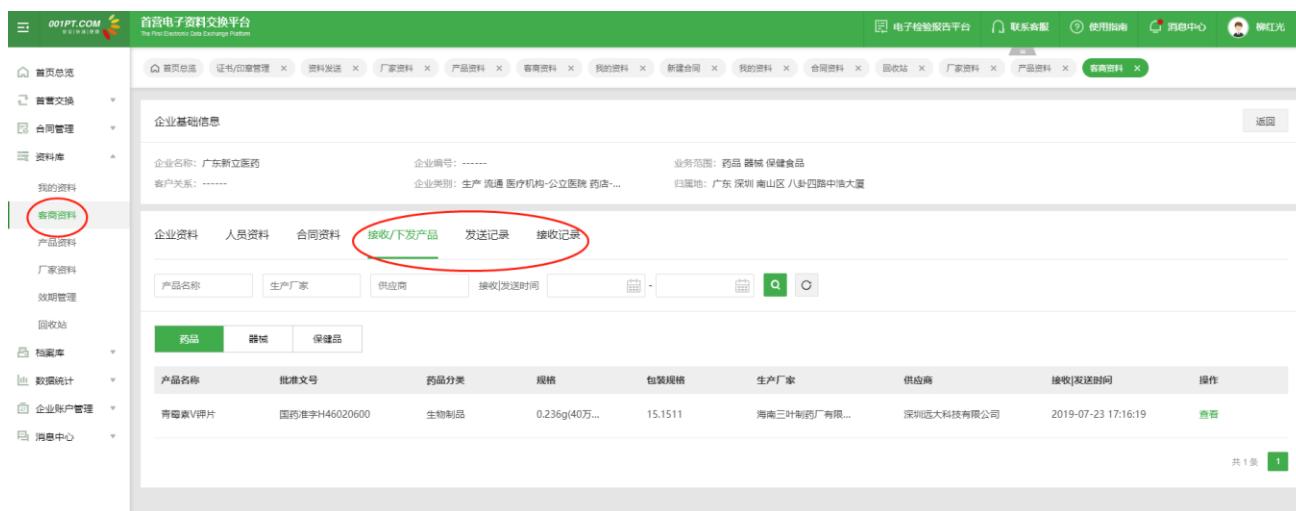 001PT.COM
首营电子资料交换平台
The First Electronic Data Exchange Platform
电子检验报告平台 联系客服 使用指南 消息中心 柳红光
首页总览 证书/印章管理 × 资料发送 × 厂家资料 × 产品资料 × 客商资料 × 我的资料 × 新建合同 × 我的资料 × 合同资料 × 回收站 × 厂家资料 × 产品资料 × 客商资料 ×
首页总览
首营交换
合同管理
资料库
我的资料
客商资料
产品资料
厂家资料
效期管理
回收站
档案库
数据统计
企业账户管理
消息中心
企业基础信息 返回
企业名称: 广东新立医药 企业编号: ------ 业务范围: 药品 器械 保健食品
客户关系: ------ 企业类别: 生产 流通 医疗机构-公立医院 药店-... 归属地: 广东 深圳 南山区 八卦四路中浩大厦
企业资料 人员资料 合同资料 接收/下发产品 发送记录 接收记录
产品名称 生产厂家 供应商 接收|发送时间 -
药品 器械 保健品
产品名称 批准文号 药品分类 规格 包装规格 生产厂家 供应商 接收|发送时间 操作
青霉素V钾片 国药准字H46020600 生物制品 0.236g(40万... 15.1511 海南三叶制药厂有限... 深圳远大科技有限公司 2019-07-23 17:16:19 查看
共1条 1